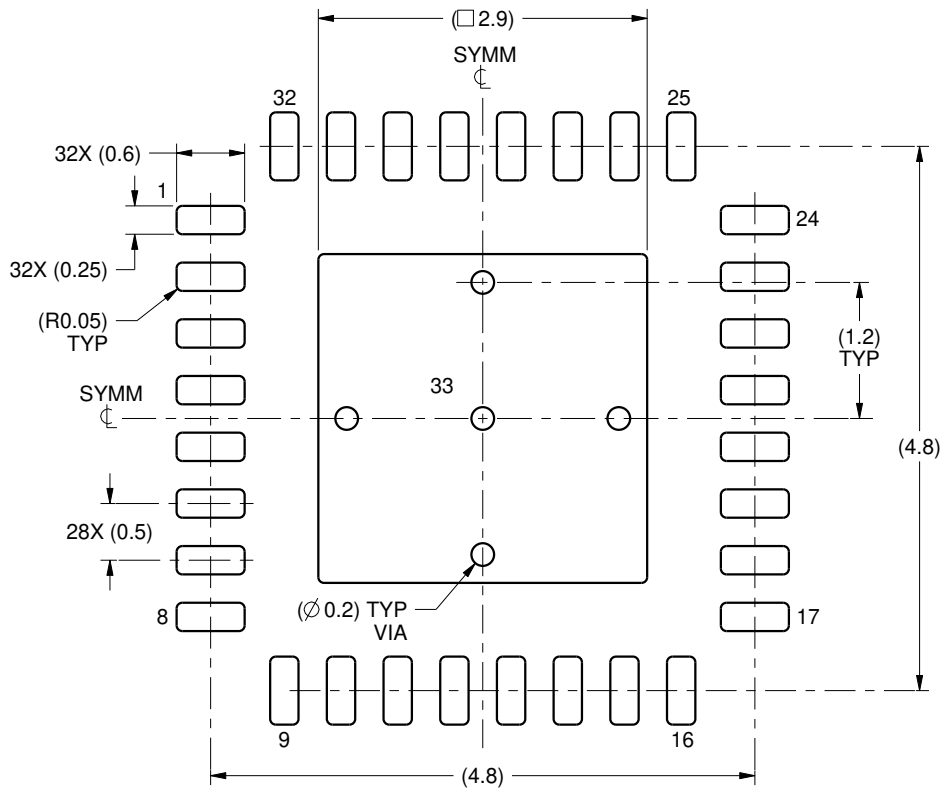 (□ 2.9)
SYMM
℄
32
25
32X (0.6)
1
24
32X (0.25)
(R0.05)
TYP
(1.2)
TYP
33
SYMM
℄
(4.8)
28X (0.5)
(∅ 0.2) TYP
VIA
8
17
9
16
(4.8)